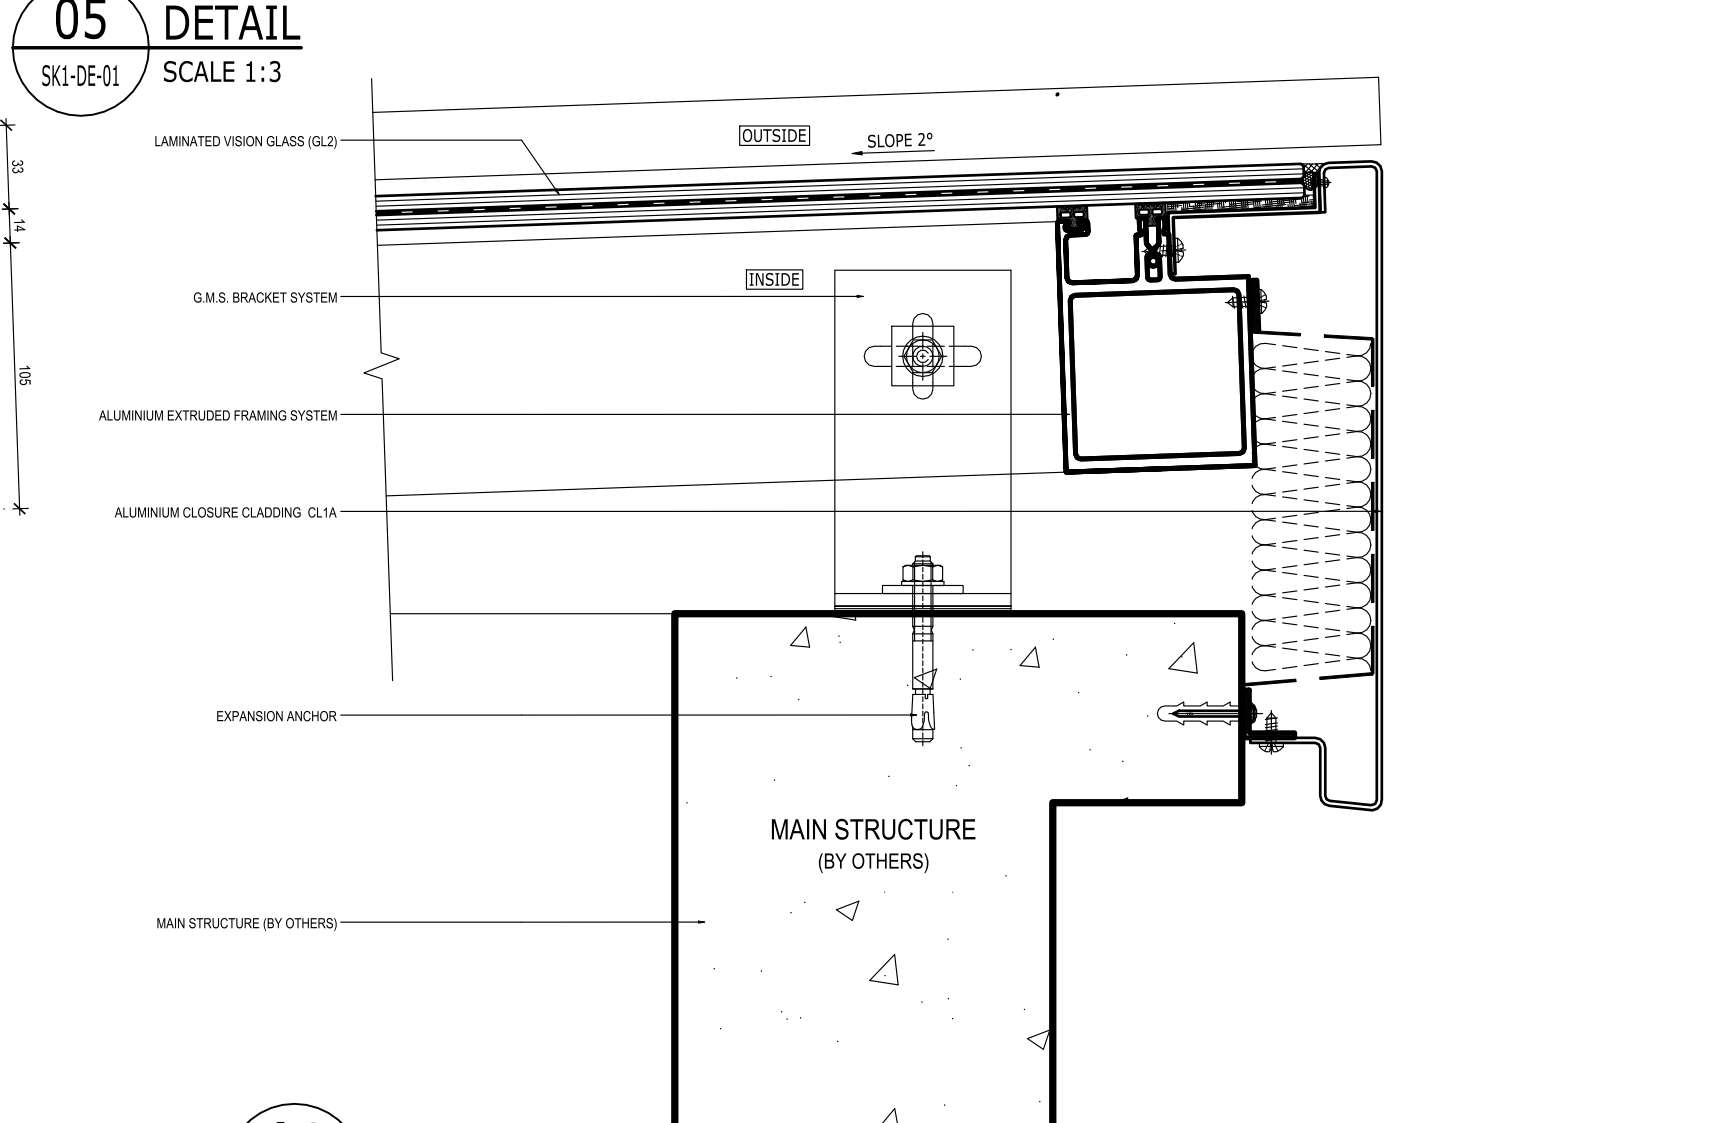 05
DETAIL
SK1-DE-01
SCALE 1:3
OUTSIDE
SLOPE 2°
LAMINATED VISION GLASS (GL2)
33
14
INSIDE
G.M.S. BRACKET SYSTEM
105
ALUMINIUM EXTRUDED FRAMING SYSTEM
ALUMINIUM CLOSURE CLADDING CL1A
EXPANSION ANCHOR
MAIN STRUCTURE
(BY OTHERS)
MAIN STRUCTURE (BY OTHERS)